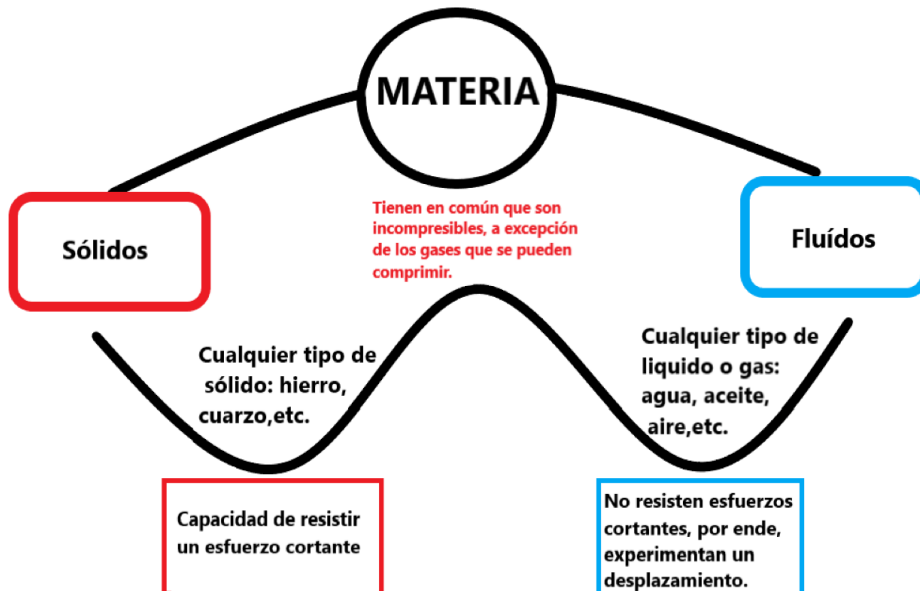 MATERIA
Sólidos
Tienen en común que son
incompresibles, a excepción
de los gases que se pueden
comprimir.
Fluídos
Cualquier tipo de
sólido: hierro,
cuarzo,etc.
Cualquier tipo de
liquido o gas:
agua, aceite,
aire,etc.
Capacidad de resistir
un esfuerzo cortante
No resisten esfuerzos
cortantes, por ende,
experimentan un
desplazamiento.